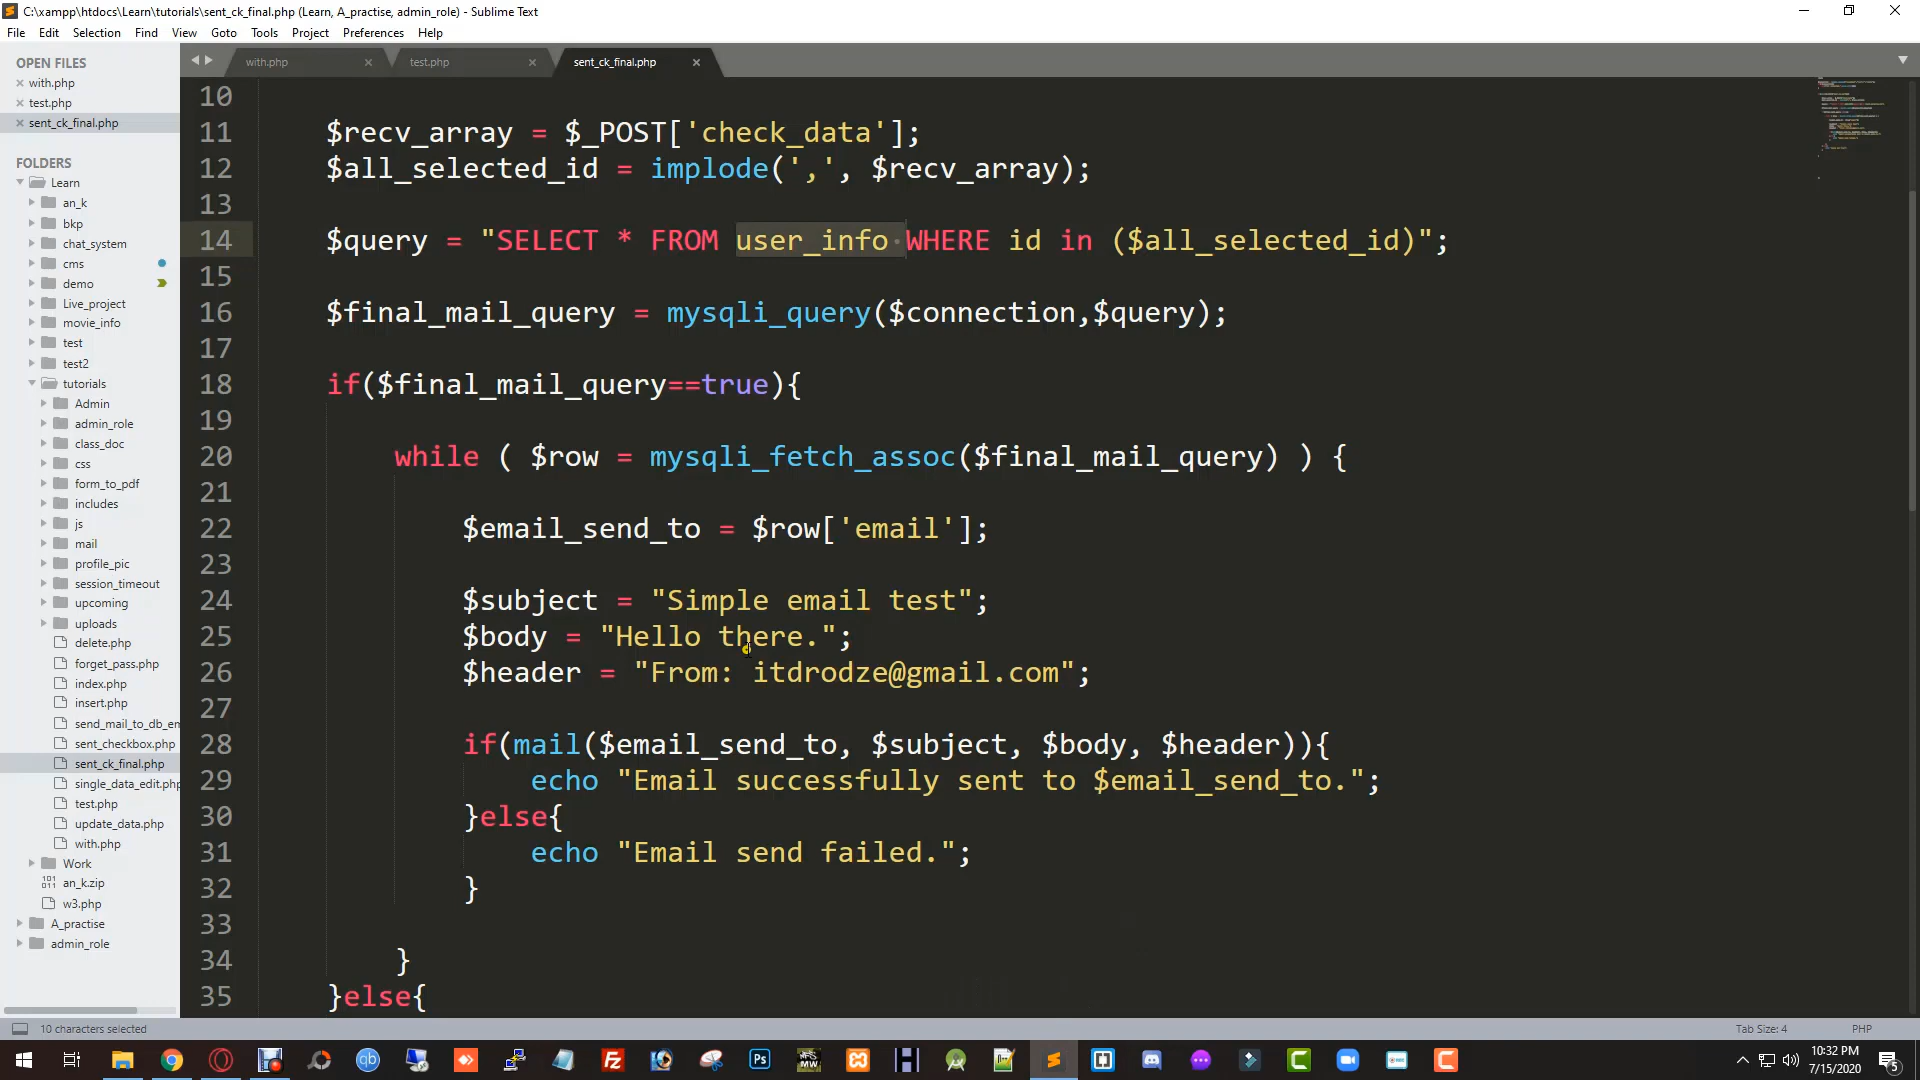 C:\xampp\htdocs\Learn\tutorials\sent_ck_final.php (Learn, A_practise, admin_role) - Sublime Text
File Edit Selection Find View Goto Tools Project Preferences Help
OPEN FILES
with.php
test.php
sent_ck_final.php
FOLDERS
Learn
an_k
bkp
chat_system
cms
demo
Live_project
movie_info
test
test2
tutorials
Admin
admin_role
class_doc
css
form_to_pdf
includes
js
mail
profile_pic
session_timeout
upcoming
uploads
delete.php
forget_pass.php
index.php
insert.php
send_mail_to_db_em
sent_checkbox.php
sent_ck_final.php
single_data_edit.php
test.php
update_data.php
with.php
Work
an_k.zip
w3.php
A_practise
admin_role
with.php test.php sent_ck_final.php
10
11 $recv_array = $_POST['check_data'];
12 $all_selected_id = implode(',', $recv_array);
13
14 $query = "SELECT * FROM user_info WHERE id in ($all_selected_id)";
15
16 $final_mail_query = mysqli_query($connection,$query);
17
18 if($final_mail_query==true){
19
20 while ( $row = mysqli_fetch_assoc($final_mail_query) ) {
21
22 $email_send_to = $row['email'];
23
24 $subject = "Simple email test";
25 $body = "Hello there.";
26 $header = "From: itdrodze@gmail.com";
27
28 if(mail($email_send_to, $subject, $body, $header)){
29 echo "Email successfully sent to $email_send_to.";
30 }else{
31 echo "Email send failed.";
32 }
33
34 }
35 }else{
10 characters selected
Tab Size: 4 PHP
10:32 PM
7/15/2020